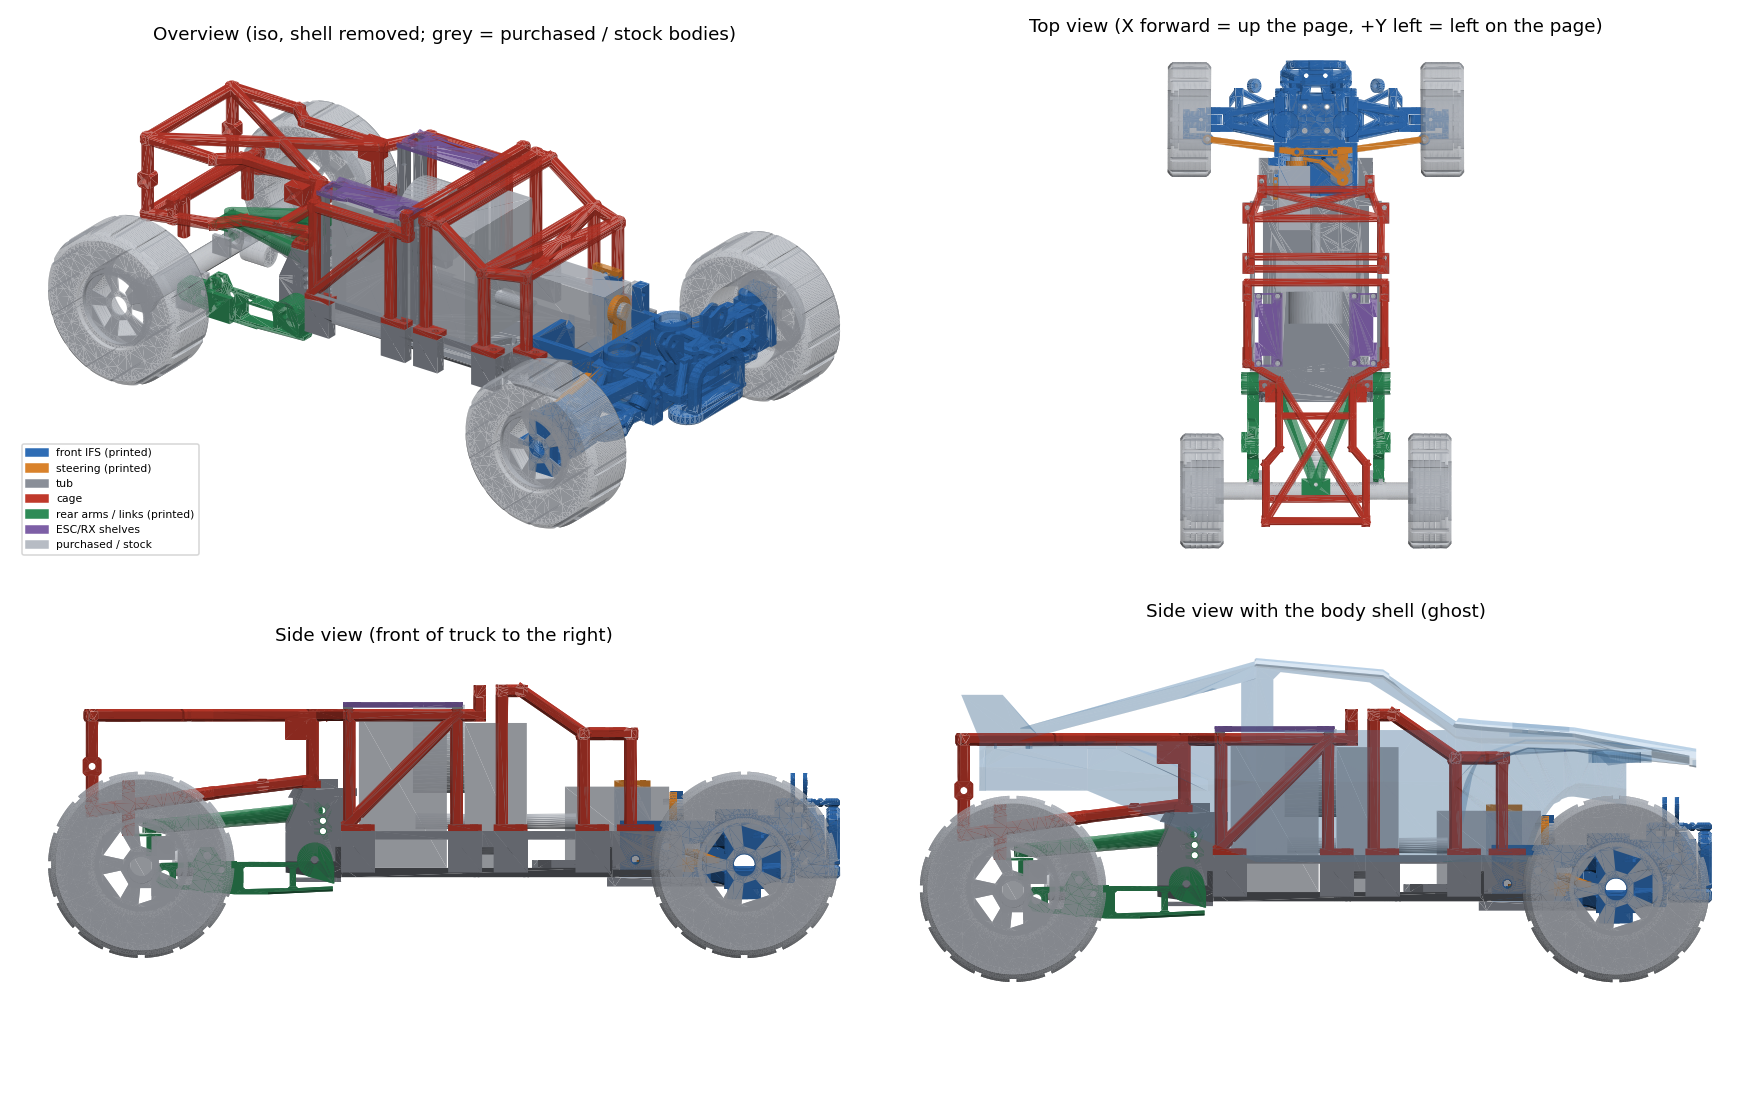 Overview (iso, shell removed; grey = purchased / stock bodies)
Top view (X forward = up the page, +Y left = left on the page)
front IFS (printed)
steering (printed)
tub
cage
rear arms / links (printed)
ESC/RX shelves
purchased / stock
Side view (front of truck to the right)
Side view with the body shell (ghost)